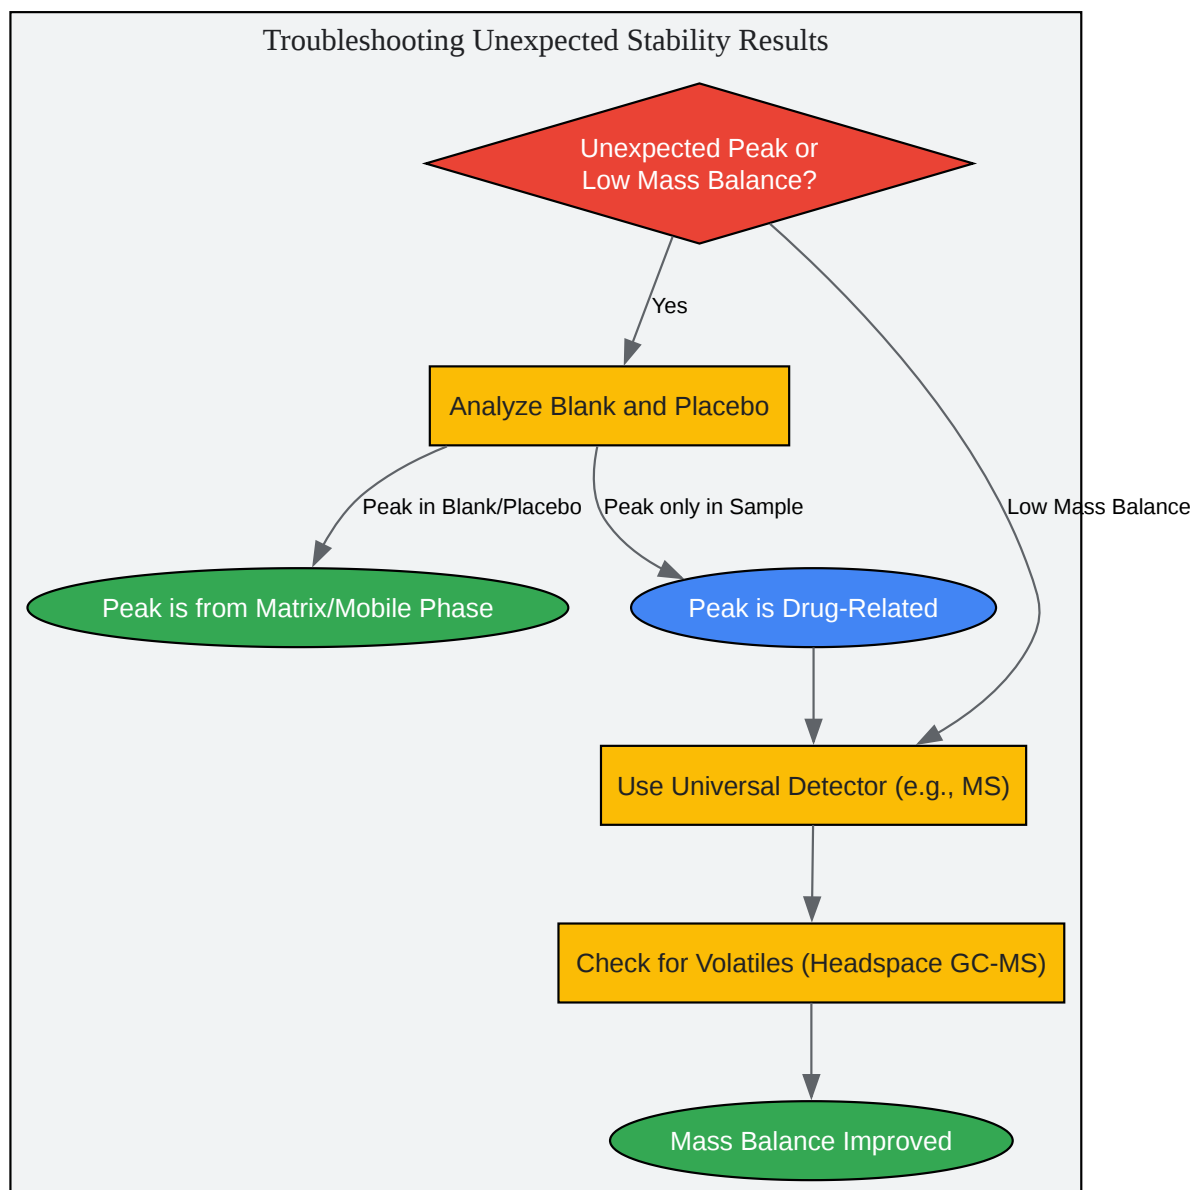 Troubleshooting Unexpected Stability Results
Unexpected Peak or
Low Mass Balance?
Yes
Analyze Blank and Placebo
Peak in Blank/Placebo
Peak only in Sample
Low Mass Balance
Peak is from Matrix/Mobile Phase
Peak is Drug-Related
Use Universal Detector (e.g., MS)
Check for Volatiles (Headspace GC-MS)
Mass Balance Improved